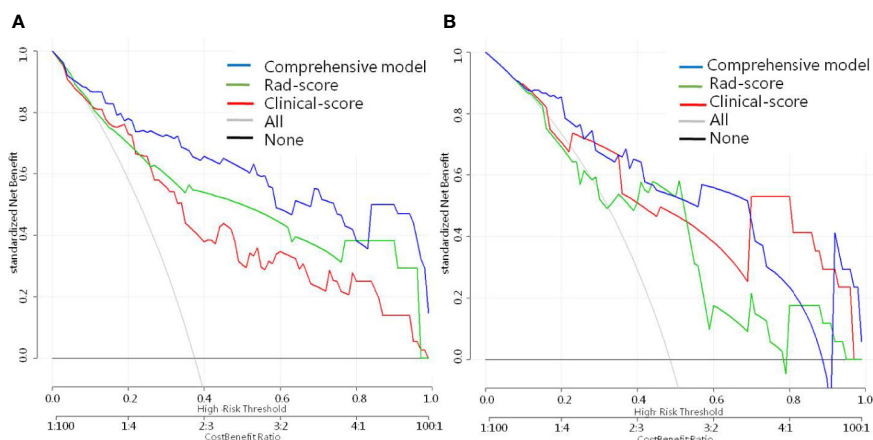 A
standardized Net Benefit
1.0
0.8
0.6
0.4
0.2
0.0
Comprehensive model
Rad-score
Clinical-score
All
None
0.0 0.2 0.4 0.6 0.8 1.0
High -Risk Threshold
1:100 1:4 2:3 3:2 4:1 100:1
CostBenefit Ratio
B
standardized Net Benefit
1.0
0.8
0.6
0.4
0.2
0.0
Comprehensive model
Rad-score
Clinical-score
All
None
0.0 0.2 0.4 0.6 0.8 1.0
High- Risk Threshold
1:100 1:4 2:3 3:2 4:1 100:1
CostBenefit Ratio